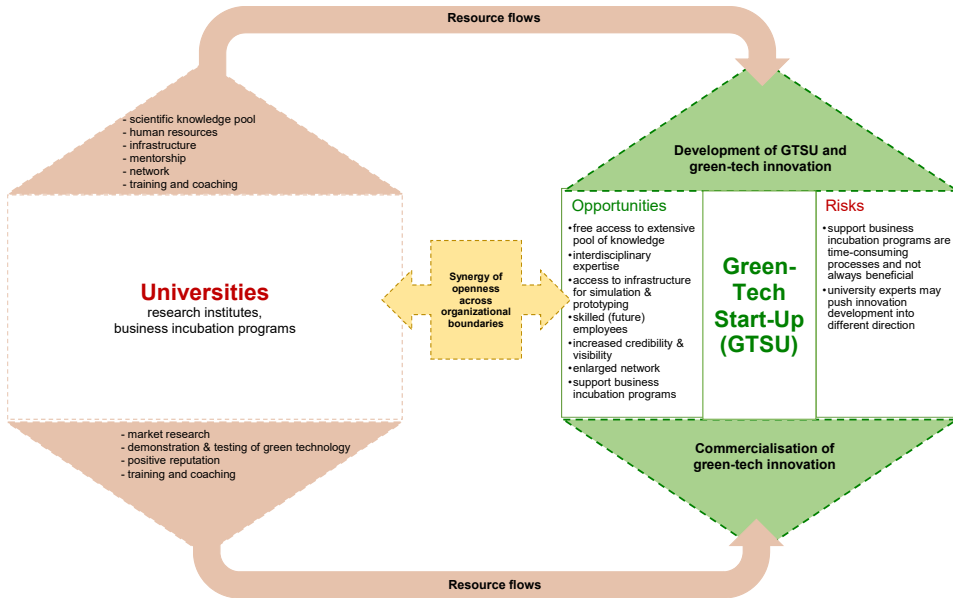 Resource flows
- scientific knowledge pool
- human resources
- infrastructure
- mentorship
- network
- training and coaching
Universities
research institutes,
business incubation programs
- market research
- demonstration & testing of green technology
- positive reputation
- training and coaching
Synergy of
openness
across
organizational
boundaries
Development of GTSU and
green-tech innovation
Opportunities
•free access to extensive
pool of knowledge
•interdisciplinary
expertise
•access to infrastructure
for simulation &
prototyping
•skilled (future)
employees
•increased credibility &
visibility
•enlarged network
•support business
incubation programs
Green-
Tech
Start-Up
(GTSU)
Risks
•support business
incubation programs are
time-consuming
processes and not
always beneficial
•university experts may
push innovation
development into
different direction
Commercialisation of
green-tech innovation
Resource flows